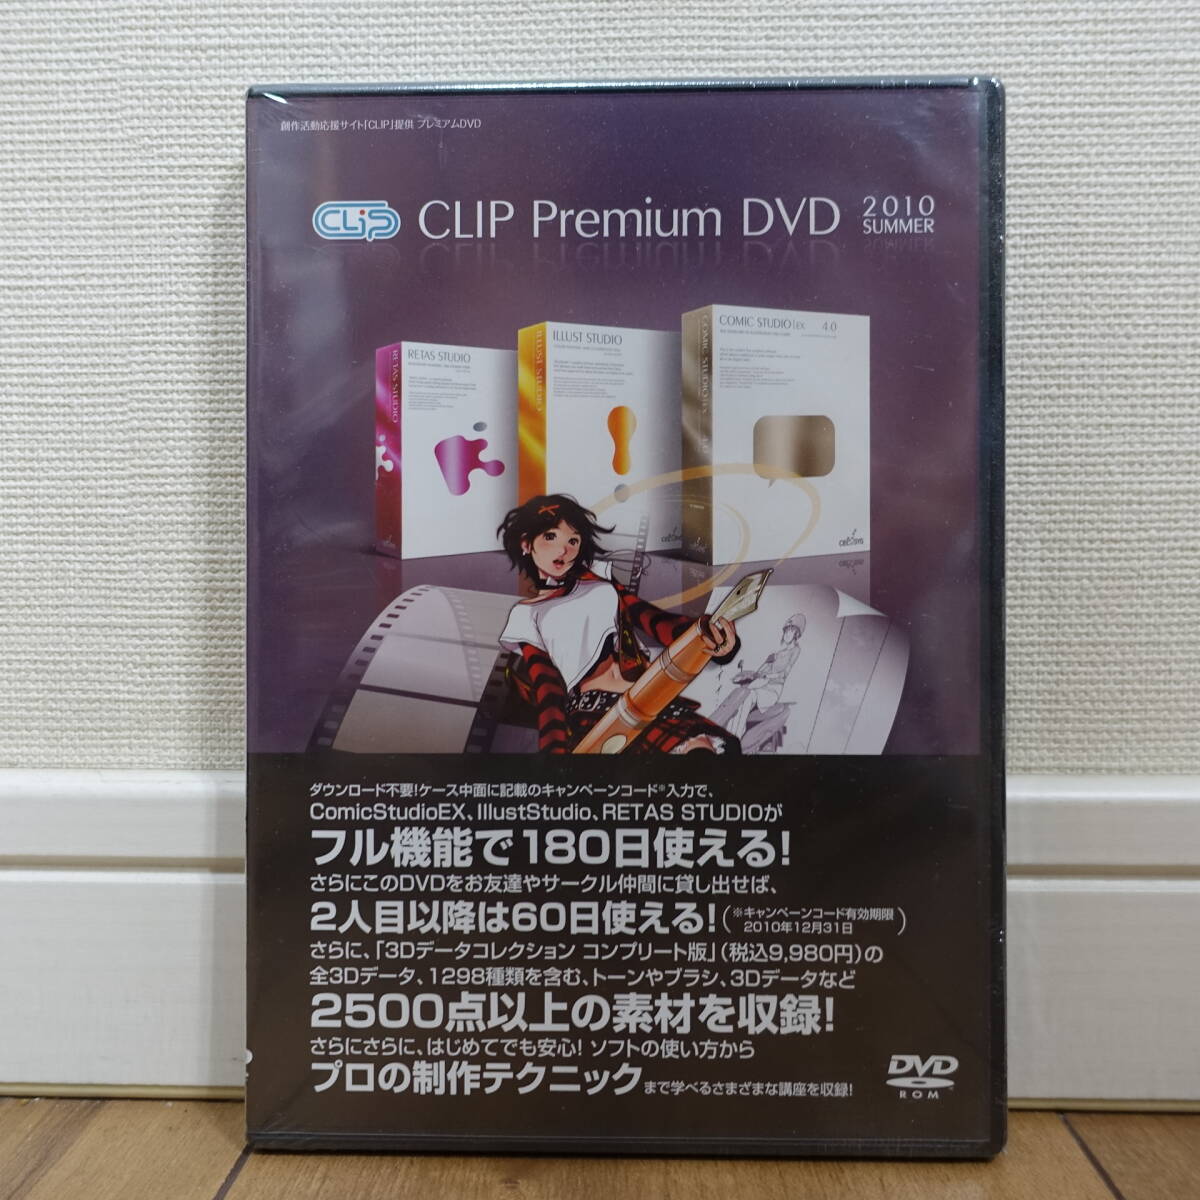 創作活動応援サイト「CLIP」提供 プレミアムDVD
CLiP CLIP Premium DVD 2010 SUMMER
RETAS STUDIO
RETAS STUDIO
ILLUST STUDIO
ILLUST STUDIO
COMIC STUDIO EX 4.0
COMIC STUDIO EX
CELSYS
CELSYS
CELSYS
ダウンロード不要!ケース中面に記載のキャンペーンコード※入力で、
ComicStudioEX、IllustStudio、RETAS STUDIOが
フル機能で180日使える!
さらにこのDVDをお友達やサークル仲間に貸し出せば、
2人目以降は60日使える!(※キャンペーンコード有効期限 2010年12月31日)
さらに、「3Dデータコレクション コンプリート版」(税込9,980円)の
全3Dデータ、1298種類を含む、トーンやブラシ、3Dデータなど
2500点以上の素材を収録!
さらにさらに、はじめてでも安心! ソフトの使い方から
プロの制作テクニックまで学べるさまざまな講座を収録!
DVD
ROM